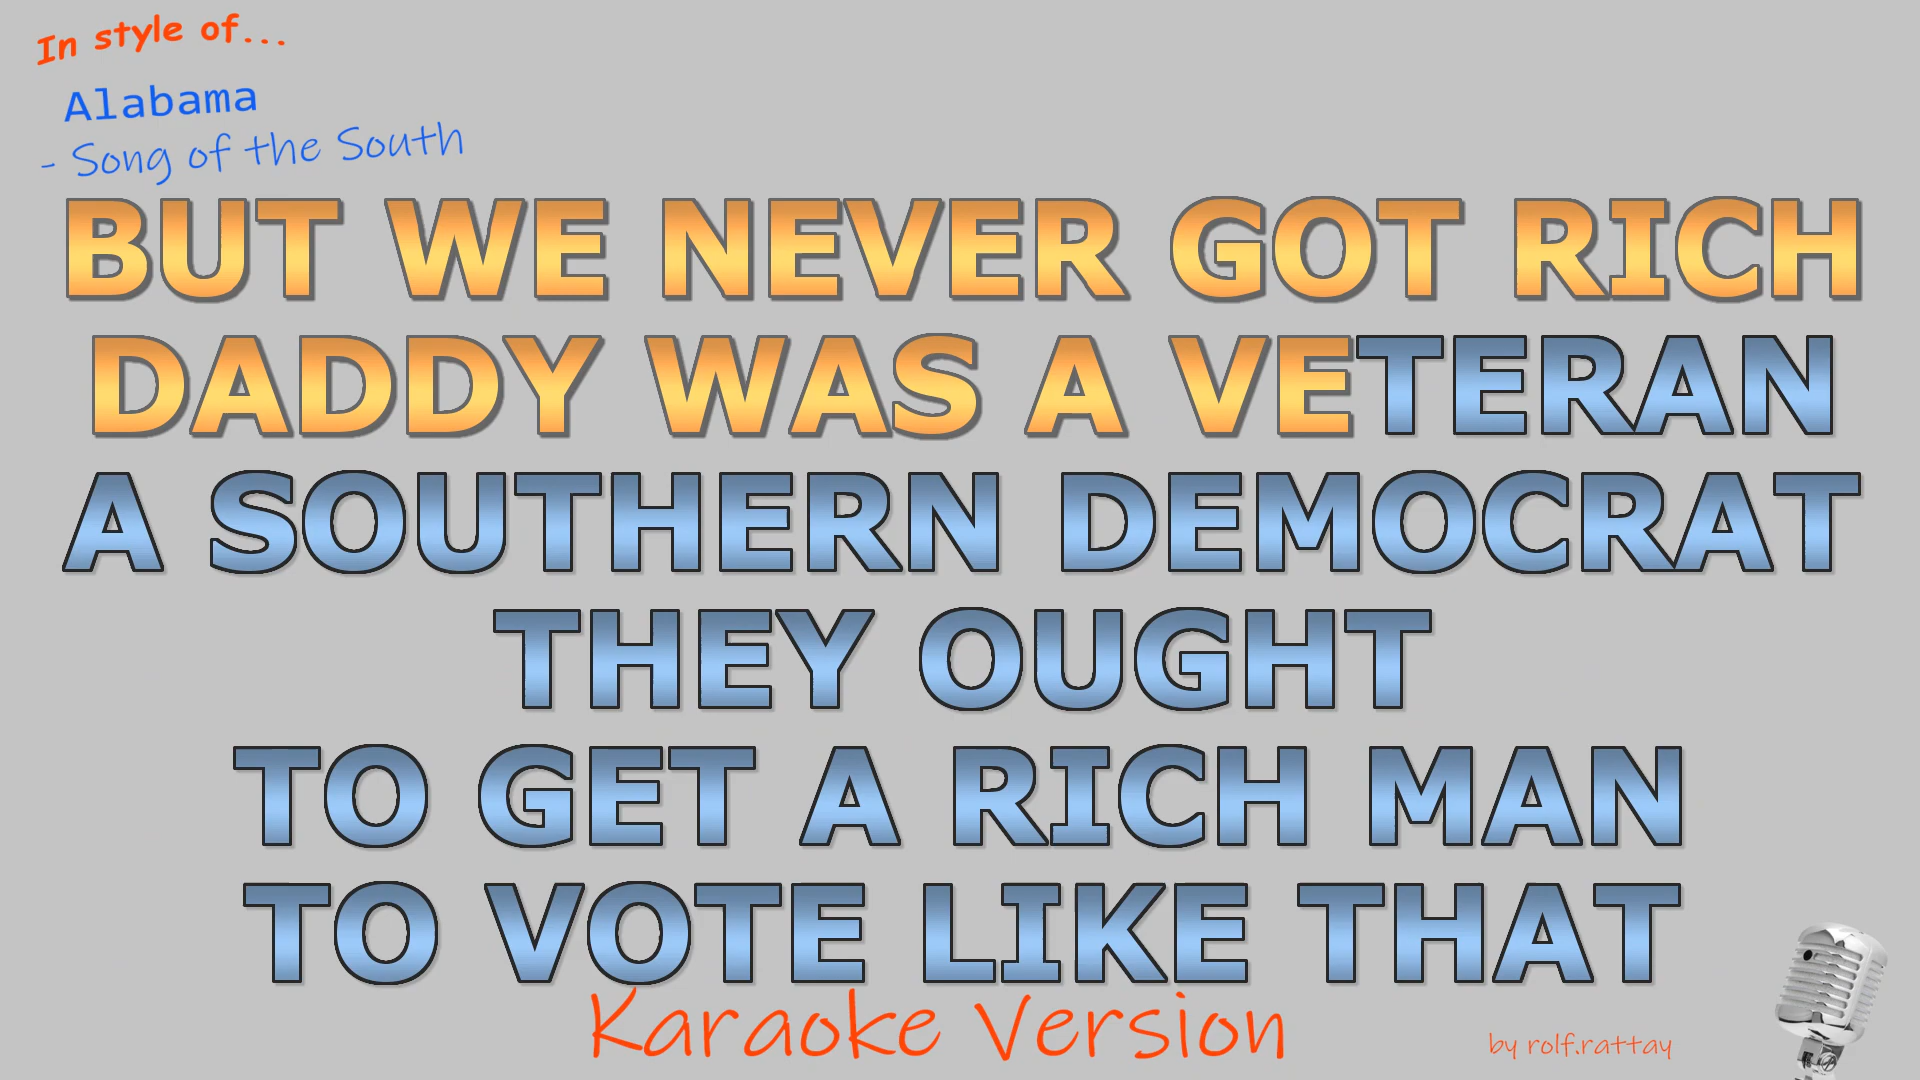 In style of...
Alabama
- Song of the South
BUT WE NEVER GOT RICH
DADDY WAS A VETERAN
A SOUTHERN DEMOCRAT
THEY OUGHT
TO GET A RICH MAN
TO VOTE LIKE THAT
Karaoke Version
by rolf.rattay